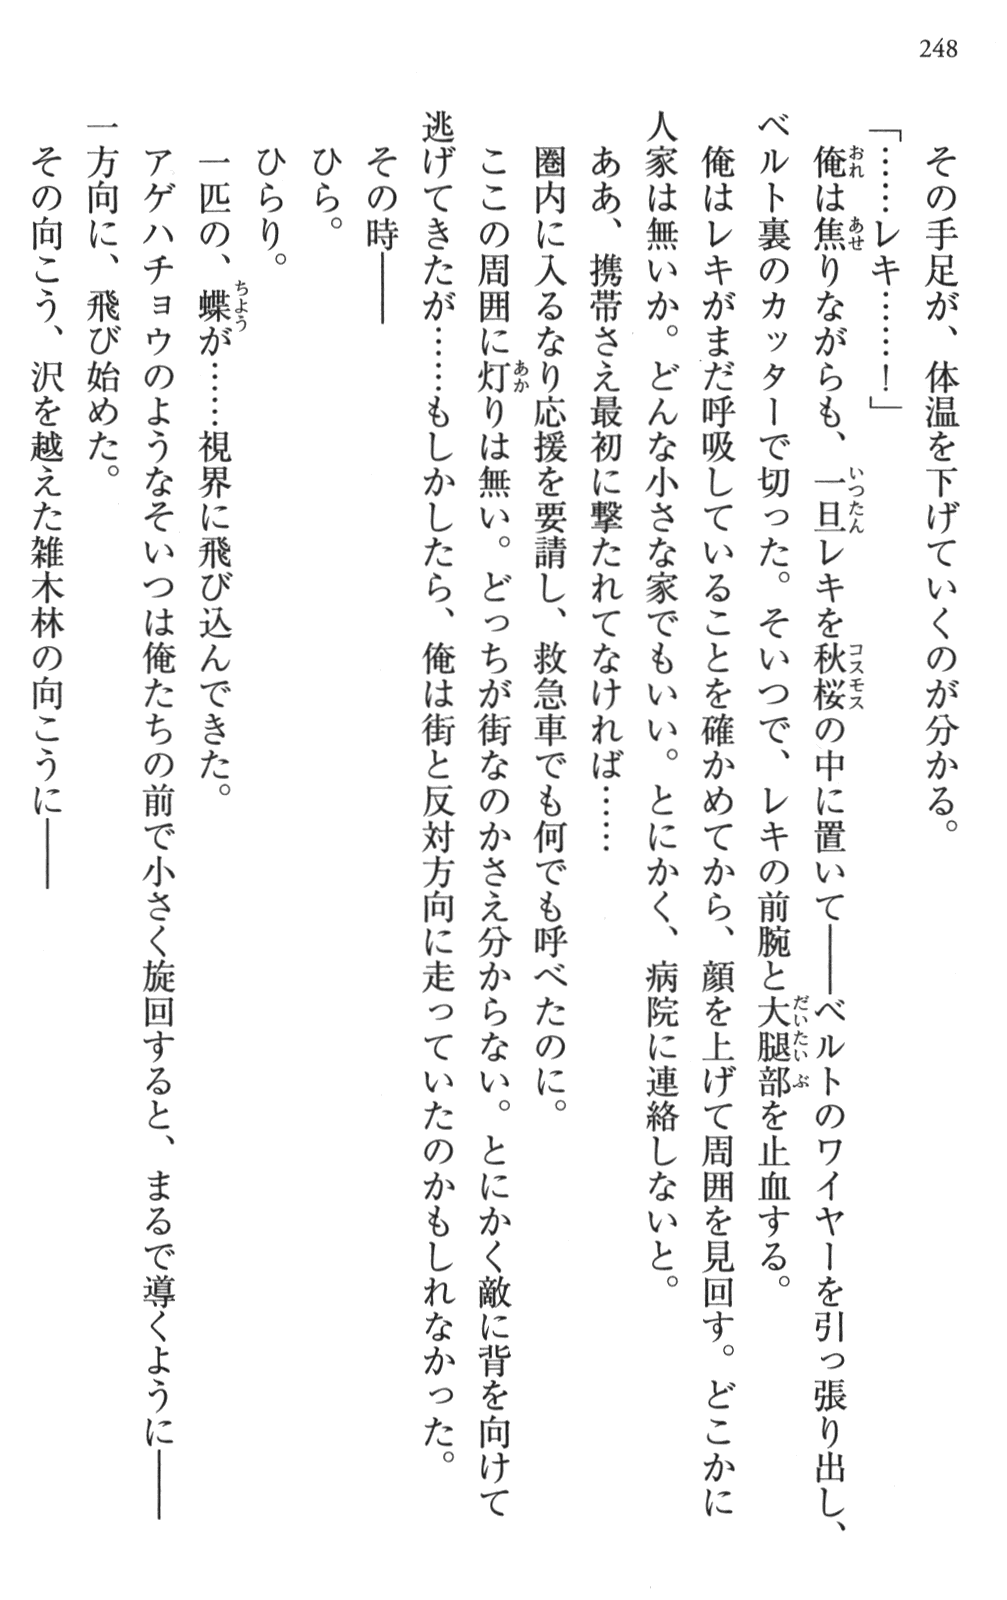 248
その手足が、体温を下げていくのが分かる。
「……レキ……！」
俺は焦りながらも、一旦レキを秋桜の中に置いて――ベルトのワイヤーを引っ張り出し、
ベルト裏のカッターで切った。そいつで、レキの前腕と大腿部を止血する。
俺はレキがまだ呼吸していることを確かめてから、顔を上げて周囲を見回す。どこかに
人家は無いか。どんな小さな家でもいい。とにかく、病院に連絡しないと。
ああ、携帯さえ最初に撃たれてなければ……
圏内に入るなり応援を要請し、救急車でも何でも呼べたのに。
ここの周囲に灯りは無い。どっちが街なのかさえ分からない。とにかく敵に背を向けて
逃げてきたが……もしかしたら、俺は街と反対方向に走っていたのかもしれなかった。
その時――
ひら。
ひらり。
一匹の、蝶が……視界に飛び込んできた。
アゲハチョウのようなそいつは俺たちの前で小さく旋回すると、まるで導くように――
一方向に、飛び始めた。
その向こう、沢を越えた雑木林の向こうに――